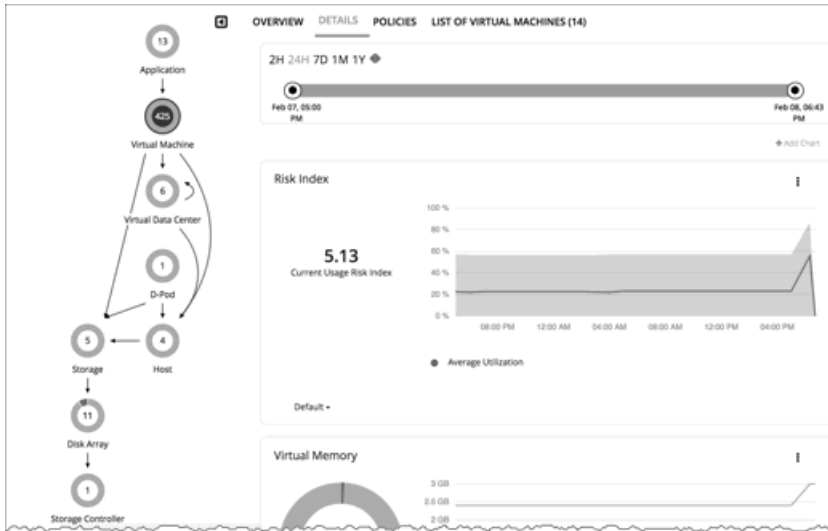 OVERVIEW DETAILS POLICIES LIST OF VIRTUAL MACHINES (14)
13
Application
425
Virtual Machine
6
Virtual Data Center
1
D-Pod
5
Storage
4
Host
11
Disk Array
1
Storage Controller
2H 24H 7D 1M 1Y
Feb 07, 05:00
PM
Feb 08, 06:43
PM
Add Chart
Risk Index
5.13
Current Usage Risk Index
100 %
80 %
60 %
40 %
20 %
0 %
08:00 PM 12:00 AM 04:00 AM 08:00 AM 12:00 PM 04:00 PM
Average Utilization
Default
Virtual Memory
3 GB
2.5 GB
2 GB